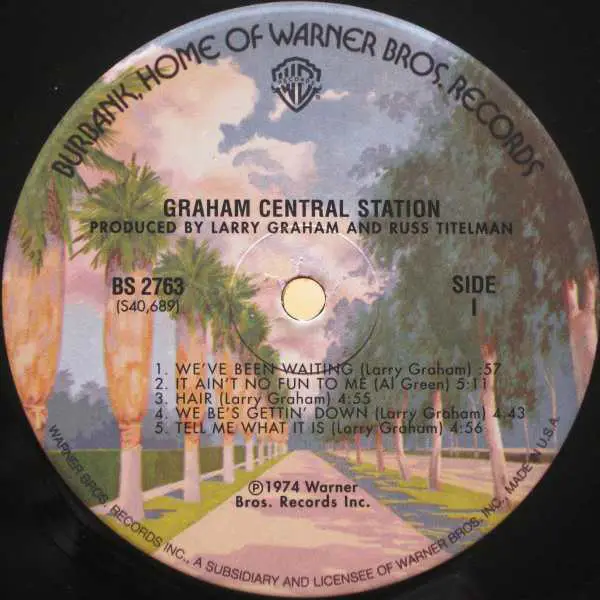 BURBANK, HOME OF WARNER BROS. RECORDS
WB
RECORDS
GRAHAM CENTRAL STATION
PRODUCED BY LARRY GRAHAM AND RUSS TITELMAN
BS 2763
(S40,689)
SIDE
1
1. WE'VE BEEN WAITING (Larry Graham) :57
2. IT AIN'T NO FUN TO ME (Al Green) 5:11
3. HAIR (Larry Graham) 4:55
4. WE BE'S GETTIN' DOWN (Larry Graham) 4:43
5. TELL ME WHAT IT IS (Larry Graham) 4:56
Ⓟ1974 Warner
Bros. Records Inc.
WARNER BROS. RECORDS INC., A SUBSIDIARY AND LICENSEE OF WARNER BROS. INC., MADE IN U.S.A.